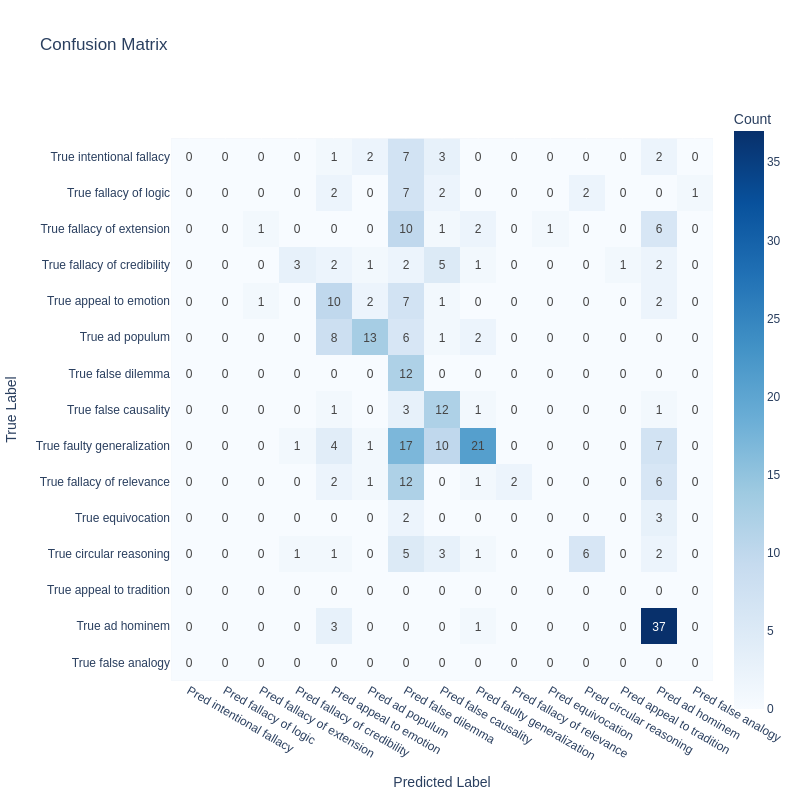 Confusion Matrix
Count
True intentional fallacy 0 0 0 0 1 2 7 3 0 0 0 0 0 2 0
True fallacy of logic 0 0 0 0 2 0 7 2 0 0 0 2 0 0 1
True fallacy of extension 0 0 1 0 0 0 10 1 2 0 1 0 0 6 0
True fallacy of credibility 0 0 0 3 2 1 2 5 1 0 0 0 1 2 0
True appeal to emotion 0 0 1 0 10 2 7 1 0 0 0 0 0 2 0
True ad populum 0 0 0 0 8 13 6 1 2 0 0 0 0 0 0
True false dilemma 0 0 0 0 0 0 12 0 0 0 0 0 0 0 0
True false causality 0 0 0 0 1 0 3 12 1 0 0 0 0 1 0
True faulty generalization 0 0 0 1 4 1 17 10 21 0 0 0 0 7 0
True fallacy of relevance 0 0 0 0 2 1 12 0 1 2 0 0 0 6 0
True equivocation 0 0 0 0 0 0 2 0 0 0 0 0 0 3 0
True circular reasoning 0 0 0 1 1 0 5 3 1 0 0 6 0 2 0
True appeal to tradition 0 0 0 0 0 0 0 0 0 0 0 0 0 0 0
True ad hominem 0 0 0 0 3 0 0 0 1 0 0 0 0 37 0
True false analogy 0 0 0 0 0 0 0 0 0 0 0 0 0 0 0
True Label
Pred intentional fallacy
Pred fallacy of logic
Pred fallacy of extension
Pred fallacy of credibility
Pred appeal to emotion
Pred ad populum
Pred false dilemma
Pred false causality
Pred faulty generalization
Pred fallacy of relevance
Pred equivocation
Pred circular reasoning
Pred appeal to tradition
Pred ad hominem
Pred false analogy
Predicted Label
35
30
25
20
15
10
5
0